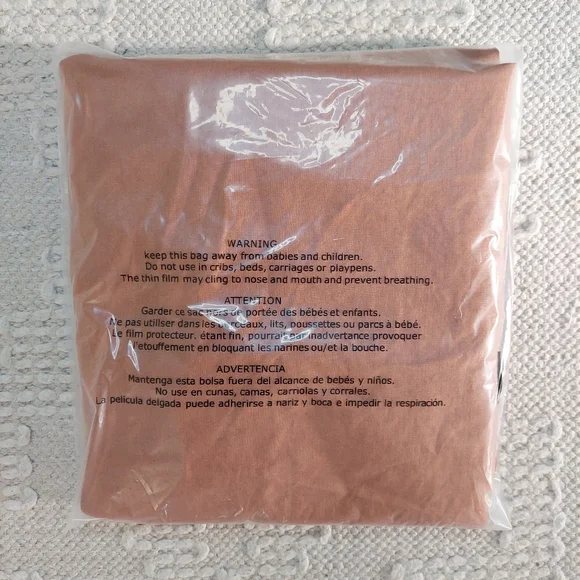 WARNING
keep this bag away from babies and children.
Do not use in cribs, beds, carriages or playpens.
The thin film may cling to nose and mouth and prevent breathing.
ATTENTION
Garder ce sac hors de portée des bébés et enfants.
Ne pas utiliser dans les berceaux, lits, poussettes ou parcs à bébé.
Le film protecteur. étant fin, pourrait par inadvertance provoquer
l'etouffement en bloquant les narines ou/et la bouche.
ADVERTENCIA
Mantenga esta bolsa fuera del alcance de bebés y niños.
No use en cunas, camas, carriolas y corrales.
La película delgada puede adherirse a nariz y boca e impedir la respiración.